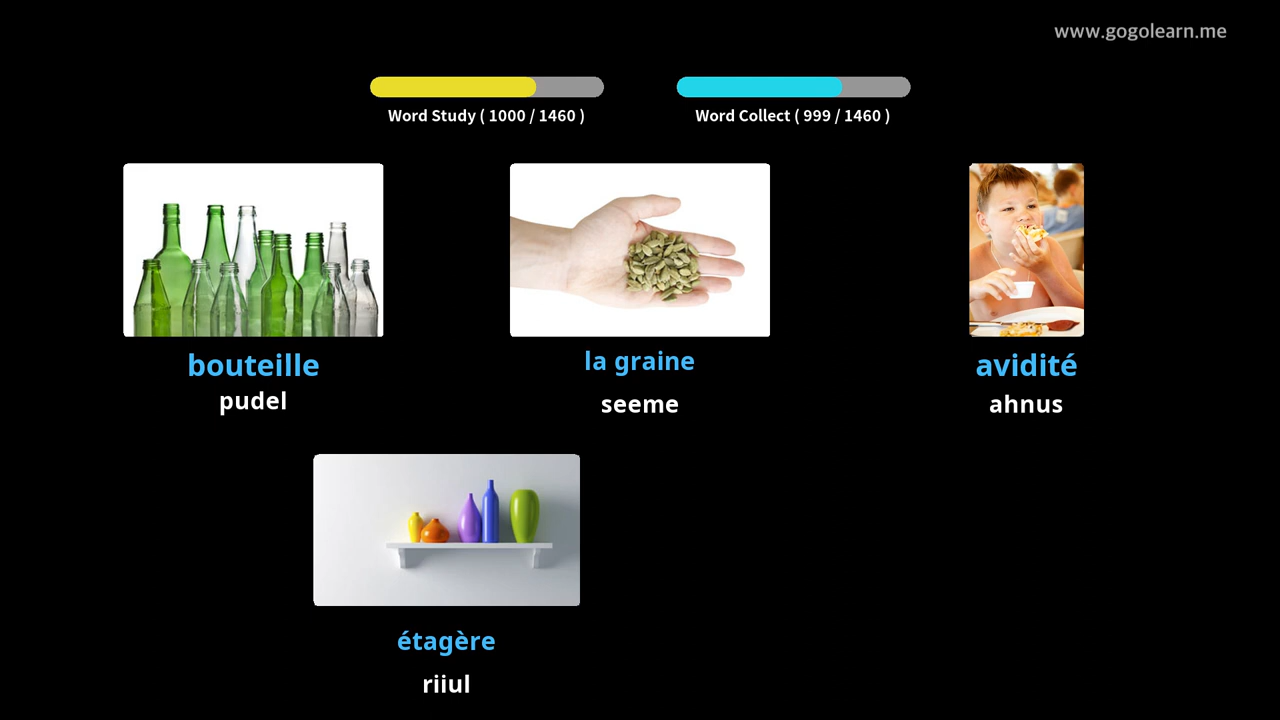 www.gogolearn.me
Word Study ( 1000 / 1460 )
Word Collect ( 999 / 1460 )
bouteille
pudel
la graine
seeme
avidité
ahnus
étagère
riiul